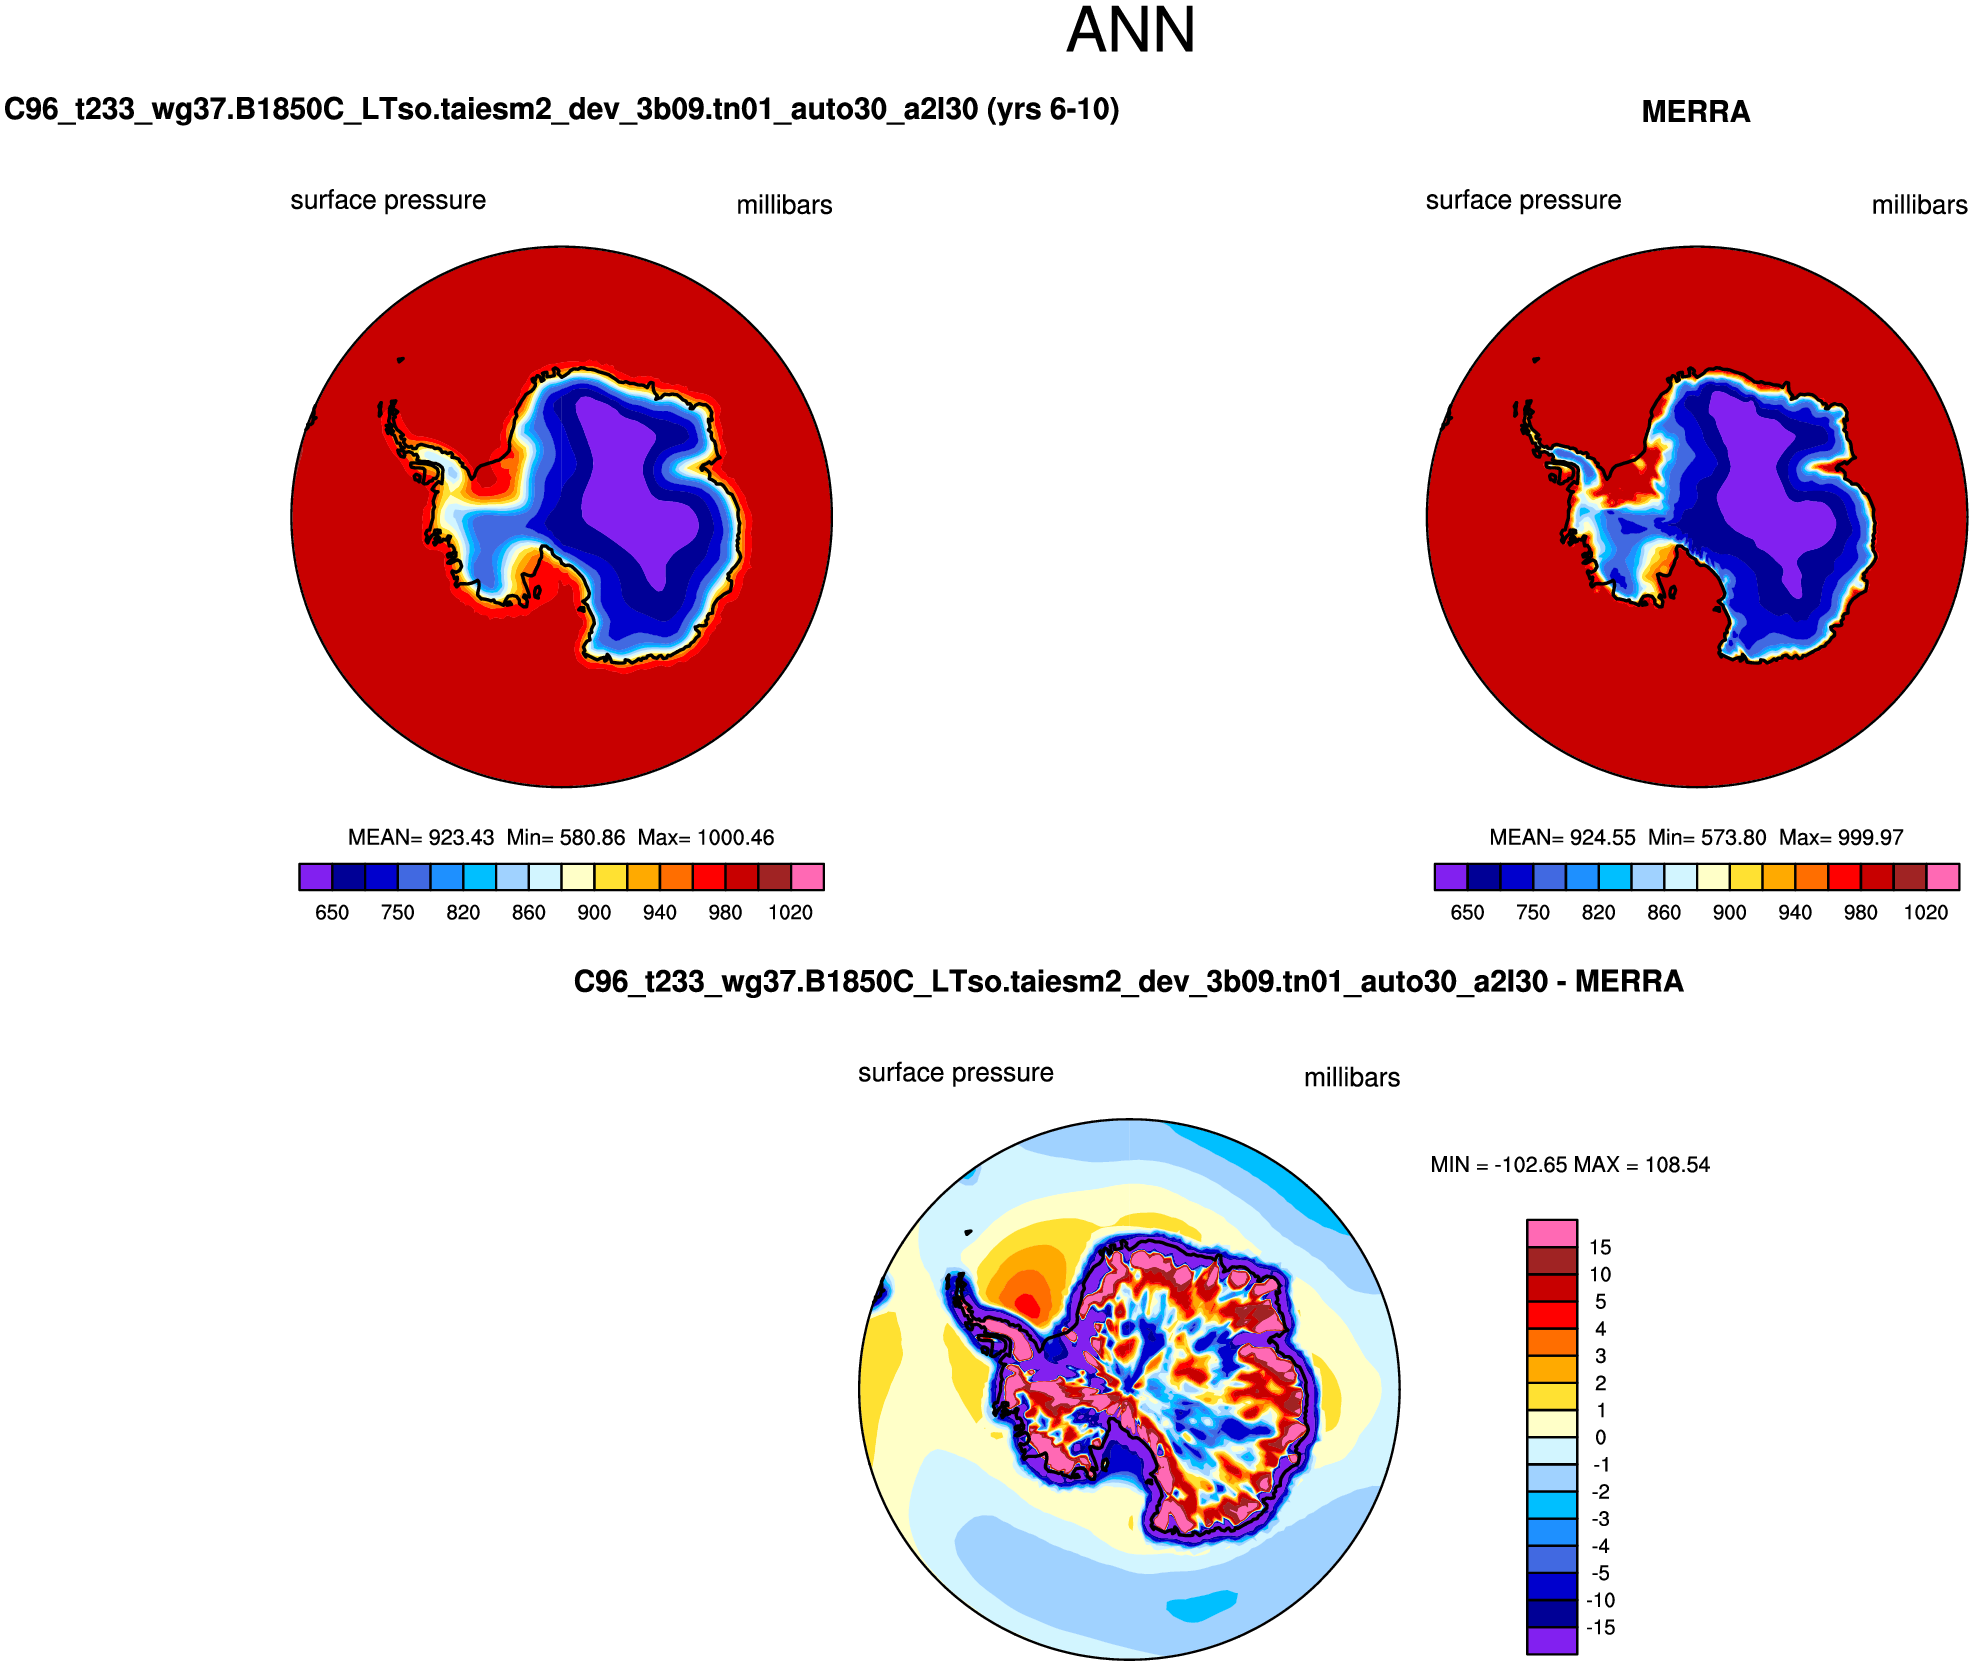 ANN
C96_t233_wg37.B1850C_LTso.taiesm2_dev_3b09.tn01_auto30_a2l30 (yrs 6-10)
MERRA
surface pressure millibars
surface pressure millibars
MEAN= 923.43 Min= 580.86 Max= 1000.46
650 750 820 860 900 940 980 1020
MEAN= 924.55 Min= 573.80 Max= 999.97
650 750 820 860 900 940 980 1020
C96_t233_wg37.B1850C_LTso.taiesm2_dev_3b09.tn01_auto30_a2l30 - MERRA
surface pressure millibars
MIN = -102.65 MAX = 108.54
15
10
5
4
3
2
1
0
-1
-2
-3
-4
-5
-10
-15